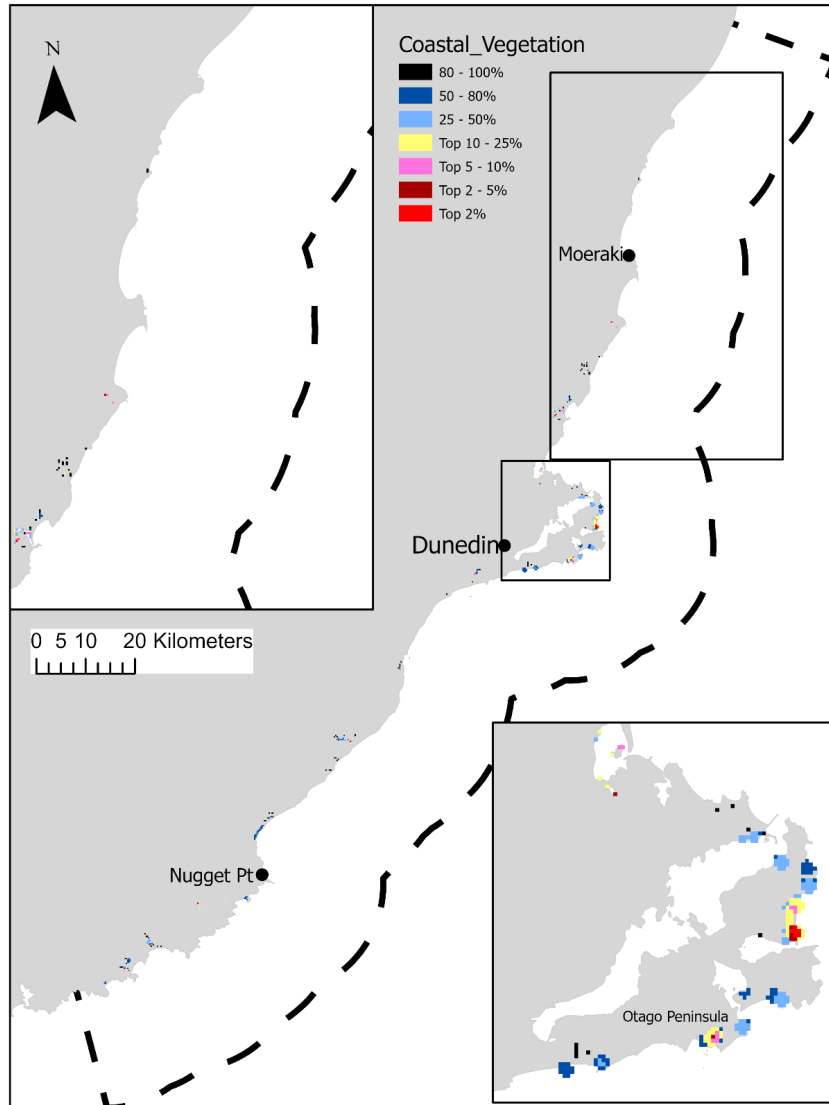 N
Coastal_Vegetation
80 - 100%
50 - 80%
25 - 50%
Top 10 - 25%
Top 5 - 10%
Top 2 - 5%
Top 2%
Moeraki
Dunedin
0 5 10 20 Kilometers
Nugget Pt
Otago Peninsula